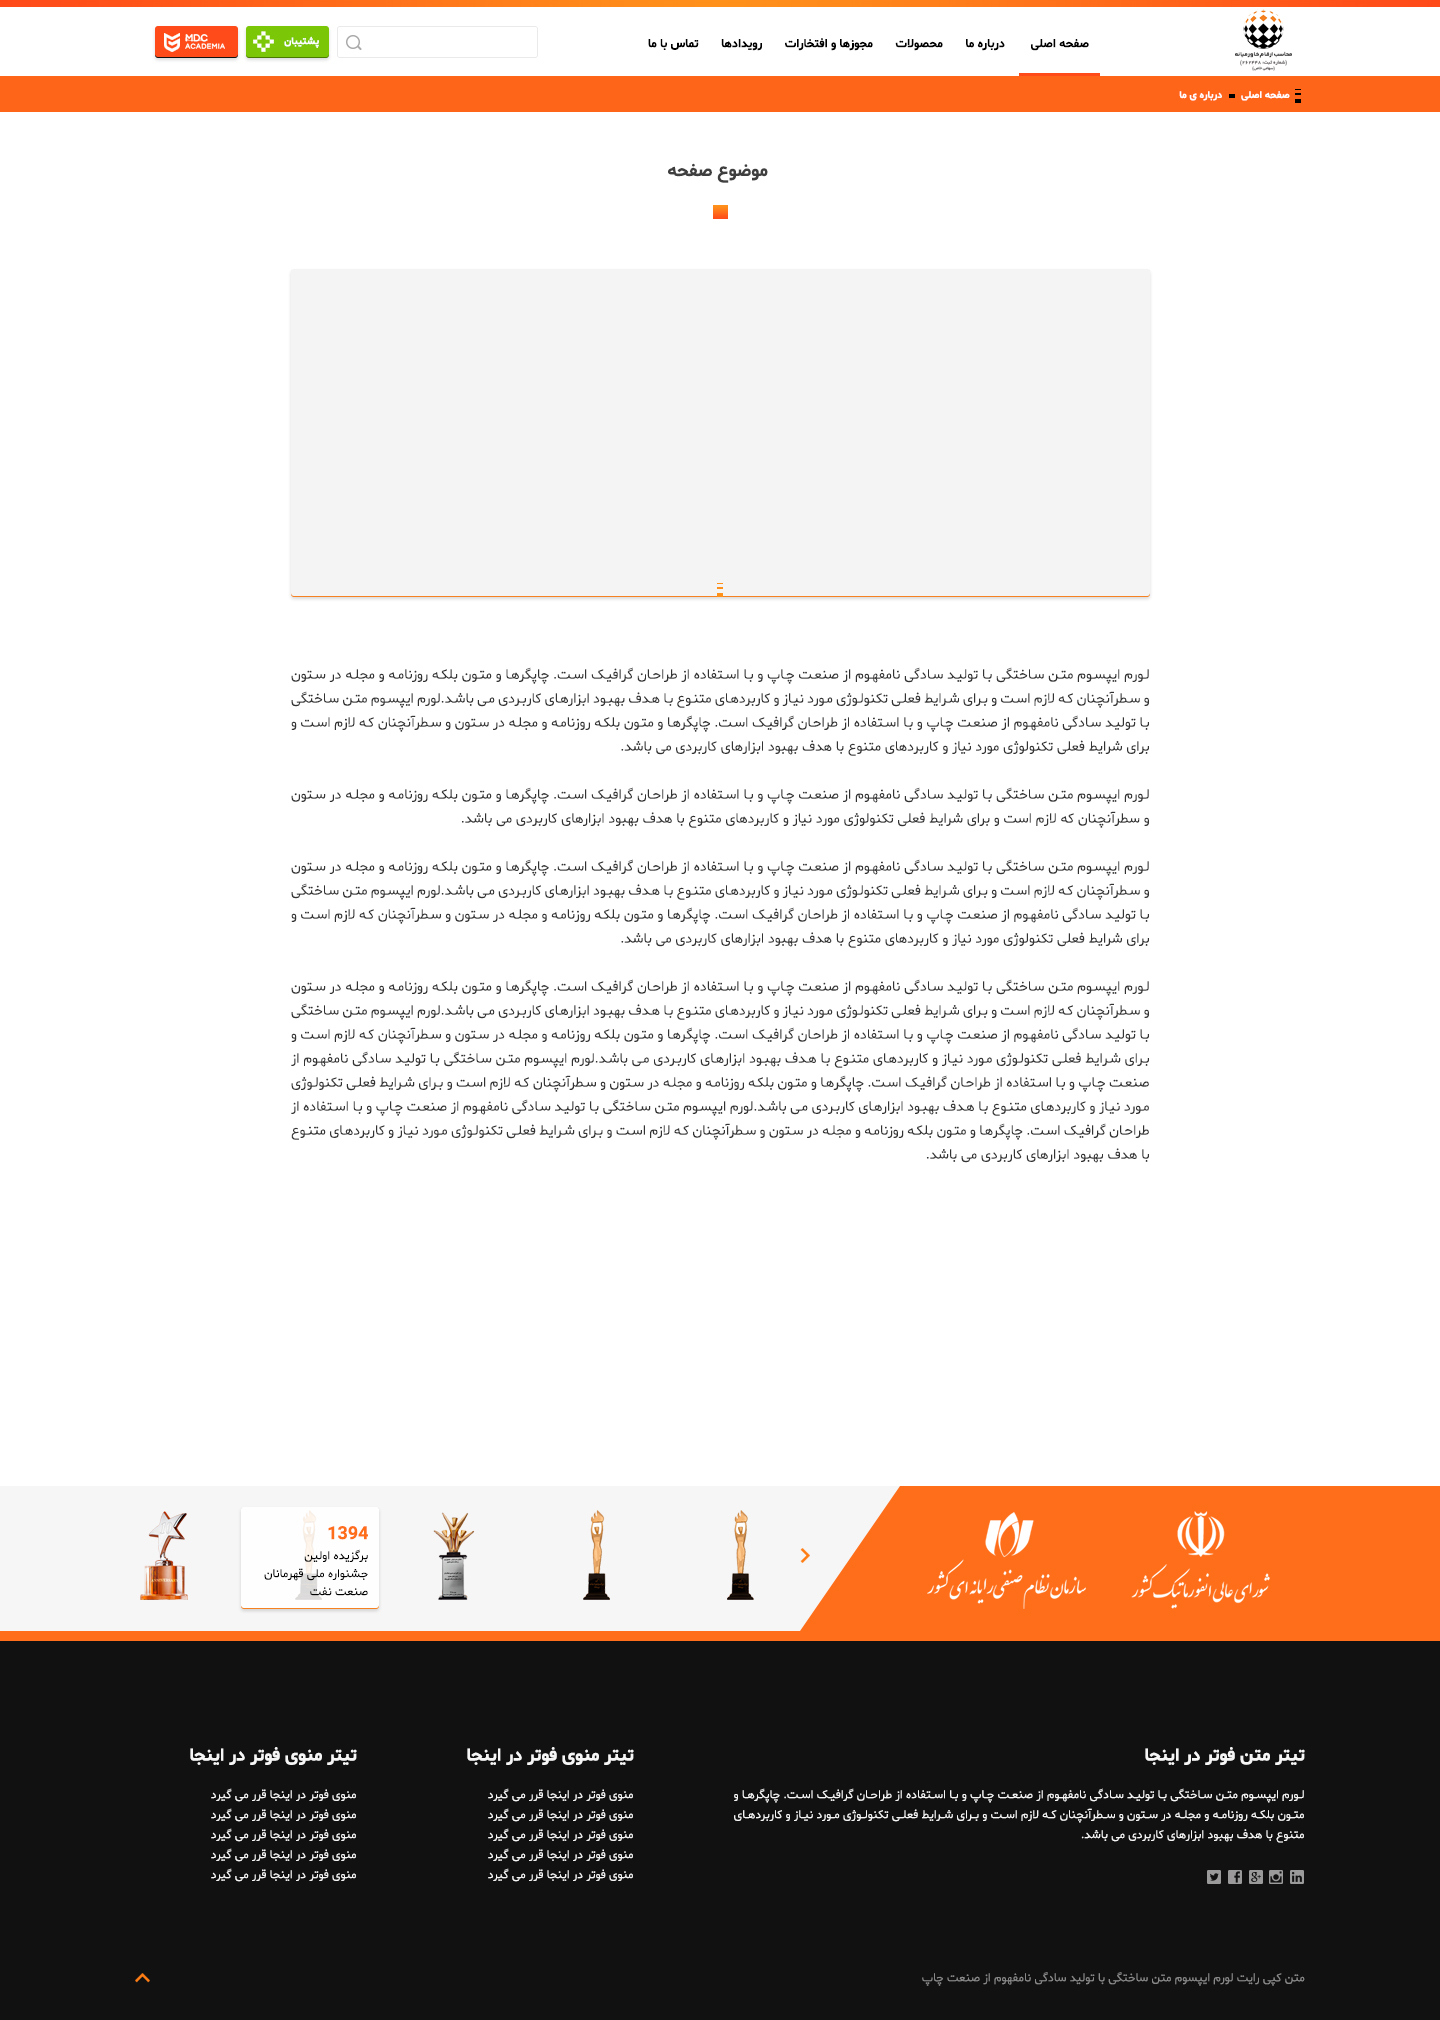 محاسب ارقام خاورمیانه
(شماره ثبت: ۲۶۲۳۳۸)
(سهامی خاص)
صفحه اصلی
درباره ما
محصولات
مجوزها و افتخارات
رویدادها
تماس با ما
پشتیبان
MDC
ACADEMIA
صفحه اصلی
درباره ی ما
موضوع صفحه
لورم ایپسوم متن ساختگی با تولید سادگی نامفهوم از صنعت چاپ و با استفاده از طراحان گرافیک است. چاپگرها و متون بلکه روزنامه و مجله در ستون
و سطرآنچنان که لازم است و برای شرایط فعلی تکنولوژی مورد نیاز و کاربردهای متنوع با هدف بهبود ابزارهای کاربردی می باشد.لورم ایپسوم متن ساختگی
با تولید سادگی نامفهوم از صنعت چاپ و با استفاده از طراحان گرافیک است. چاپگرها و متون بلکه روزنامه و مجله در ستون و سطرآنچنان که لازم است و
برای شرایط فعلی تکنولوژی مورد نیاز و کاربردهای متنوع با هدف بهبود ابزارهای کاربردی می باشد.
لورم ایپسوم متن ساختگی با تولید سادگی نامفهوم از صنعت چاپ و با استفاده از طراحان گرافیک است. چاپگرها و متون بلکه روزنامه و مجله در ستون
و سطرآنچنان که لازم است و برای شرایط فعلی تکنولوژی مورد نیاز و کاربردهای متنوع با هدف بهبود ابزارهای کاربردی می باشد.
لورم ایپسوم متن ساختگی با تولید سادگی نامفهوم از صنعت چاپ و با استفاده از طراحان گرافیک است. چاپگرها و متون بلکه روزنامه و مجله در ستون
و سطرآنچنان که لازم است و برای شرایط فعلی تکنولوژی مورد نیاز و کاربردهای متنوع با هدف بهبود ابزارهای کاربردی می باشد.لورم ایپسوم متن ساختگی
با تولید سادگی نامفهوم از صنعت چاپ و با استفاده از طراحان گرافیک است. چاپگرها و متون بلکه روزنامه و مجله در ستون و سطرآنچنان که لازم است و
برای شرایط فعلی تکنولوژی مورد نیاز و کاربردهای متنوع با هدف بهبود ابزارهای کاربردی می باشد.
لورم ایپسوم متن ساختگی با تولید سادگی نامفهوم از صنعت چاپ و با استفاده از طراحان گرافیک است. چاپگرها و متون بلکه روزنامه و مجله در ستون
و سطرآنچنان که لازم است و برای شرایط فعلی تکنولوژی مورد نیاز و کاربردهای متنوع با هدف بهبود ابزارهای کاربردی می باشد.لورم ایپسوم متن ساختگی
با تولید سادگی نامفهوم از صنعت چاپ و با استفاده از طراحان گرافیک است. چاپگرها و متون بلکه روزنامه و مجله در ستون و سطرآنچنان که لازم است و
برای شرایط فعلی تکنولوژی مورد نیاز و کاربردهای متنوع با هدف بهبود ابزارهای کاربردی می باشد.لورم ایپسوم متن ساختگی با تولید سادگی نامفهوم از
صنعت چاپ و با استفاده از طراحان گرافیک است. چاپگرها و متون بلکه روزنامه و مجله در ستون و سطرآنچنان که لازم است و برای شرایط فعلی تکنولوژی
مورد نیاز و کاربردهای متنوع با هدف بهبود ابزارهای کاربردی می باشد.لورم ایپسوم متن ساختگی با تولید سادگی نامفهوم از صنعت چاپ و با استفاده از
طراحان گرافیک است. چاپگرها و متون بلکه روزنامه و مجله در ستون و سطرآنچنان که لازم است و برای شرایط فعلی تکنولوژی مورد نیاز و کاربردهای متنوع
با هدف بهبود ابزارهای کاربردی می باشد.
شورای عالی انفورماتیک کشور
سازمان نظام صنفی رایانه ای کشور
1394
برگزیده اولین
جشنواره ملی قهرمانان
صنعت نفت
تیتر متن فوتر در اینجا
لورم ایپسوم متن ساختگی با تولید سادگی نامفهوم از صنعت چاپ و با استفاده از طراحان گرافیک است. چاپگرها و
متون بلکه روزنامه و مجله در ستون و سطرآنچنان که لازم است و برای شرایط فعلی تکنولوژی مورد نیاز و کاربردهای
متنوع با هدف بهبود ابزارهای کاربردی می باشد.
تیتر منوی فوتر در اینجا
منوی فوتر در اینجا قرر می گیرد
منوی فوتر در اینجا قرر می گیرد
منوی فوتر در اینجا قرر می گیرد
منوی فوتر در اینجا قرر می گیرد
منوی فوتر در اینجا قرر می گیرد
تیتر منوی فوتر در اینجا
منوی فوتر در اینجا قرر می گیرد
منوی فوتر در اینجا قرر می گیرد
منوی فوتر در اینجا قرر می گیرد
منوی فوتر در اینجا قرر می گیرد
منوی فوتر در اینجا قرر می گیرد
متن کپی رایت لورم ایپسوم متن ساختگی با تولید سادگی نامفهوم از صنعت چاپ